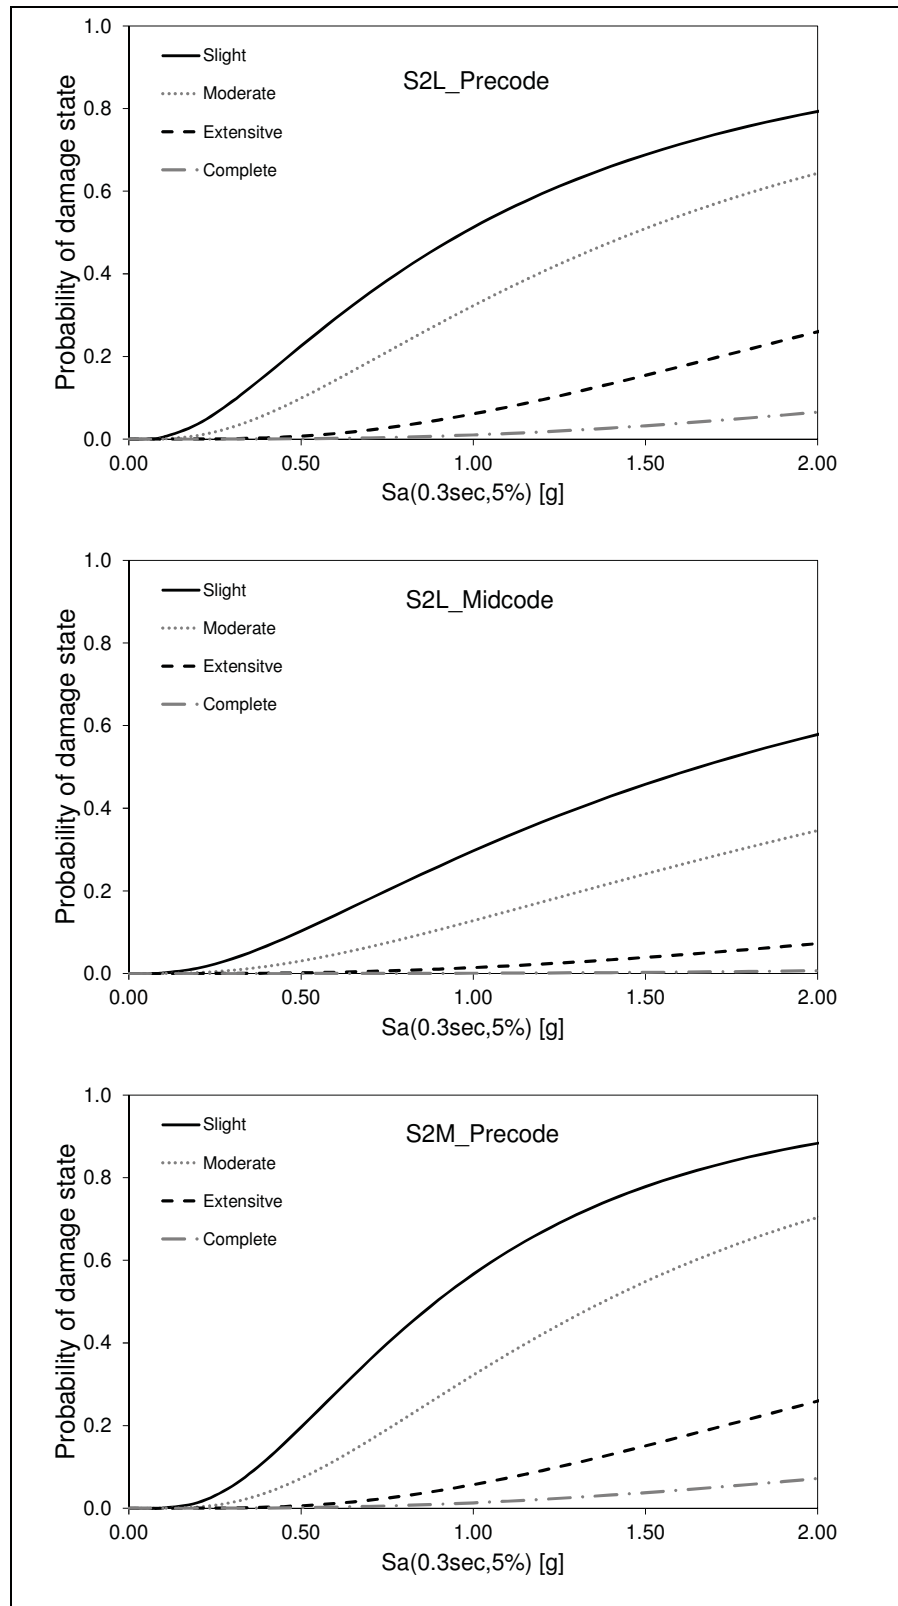 1.0
Slight
S2L_Precode
0.8
Moderate
Extensitve
Complete
0.6
0.4
0.2
0.0
Probability of damage state
0.00 0.50 1.00 1.50 2.00
Sa(0.3sec,5%) [g]
1.0
Slight
S2L_Midcode
0.8
Moderate
Extensitve
Complete
0.6
0.4
0.2
0.0
Probability of damage state
0.00 0.50 1.00 1.50 2.00
Sa(0.3sec,5%) [g]
1.0
Slight
S2M_Precode
0.8
Moderate
Extensitve
Complete
0.6
0.4
0.2
0.0
Probability of damage state
0.00 0.50 1.00 1.50 2.00
Sa(0.3sec,5%) [g]